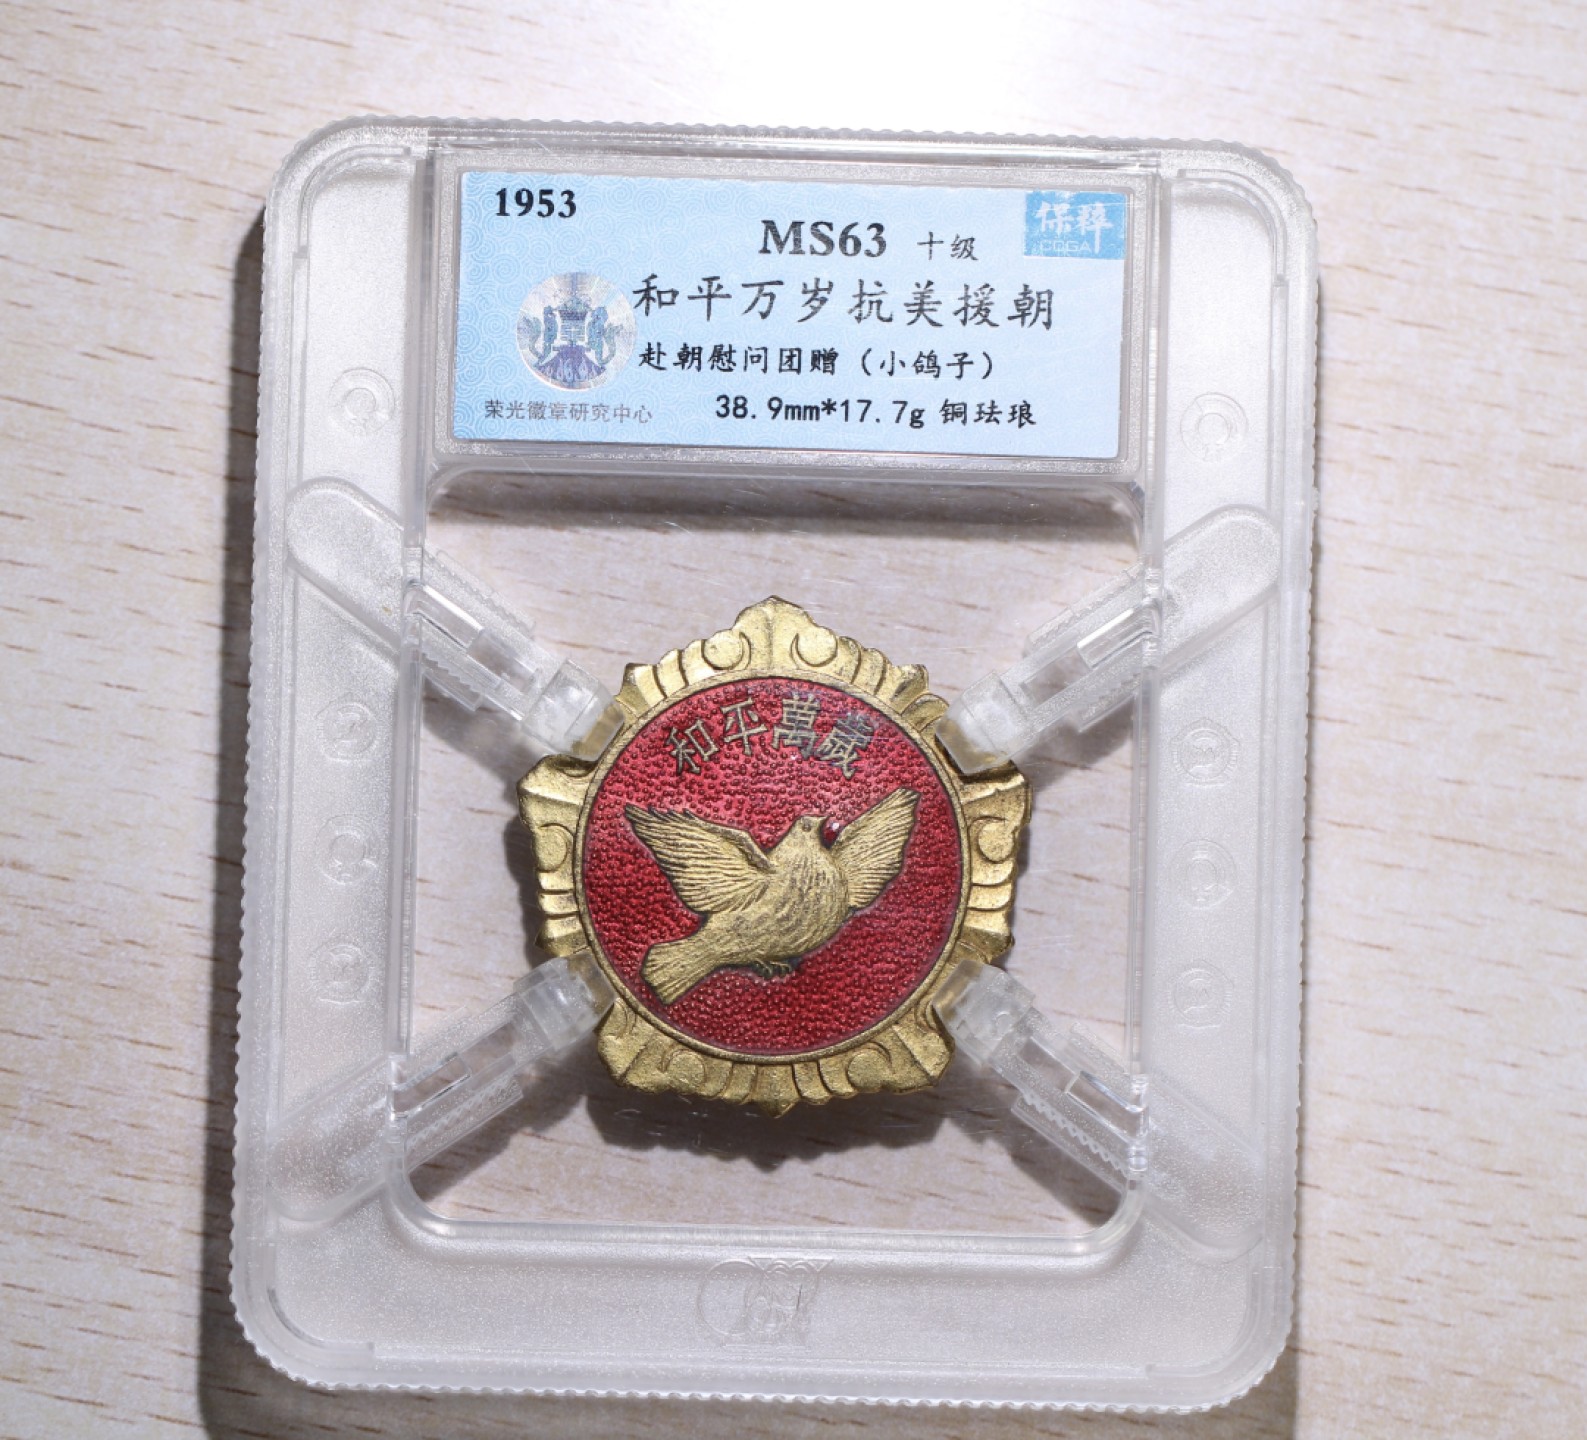 1953
MS63 十级
保粹
COGA
和平万岁抗美援朝
赴朝慰问团赠（小鸽子）
荣光徽章研究中心
38.9mm*17.7g 铜珐琅
和平萬歲